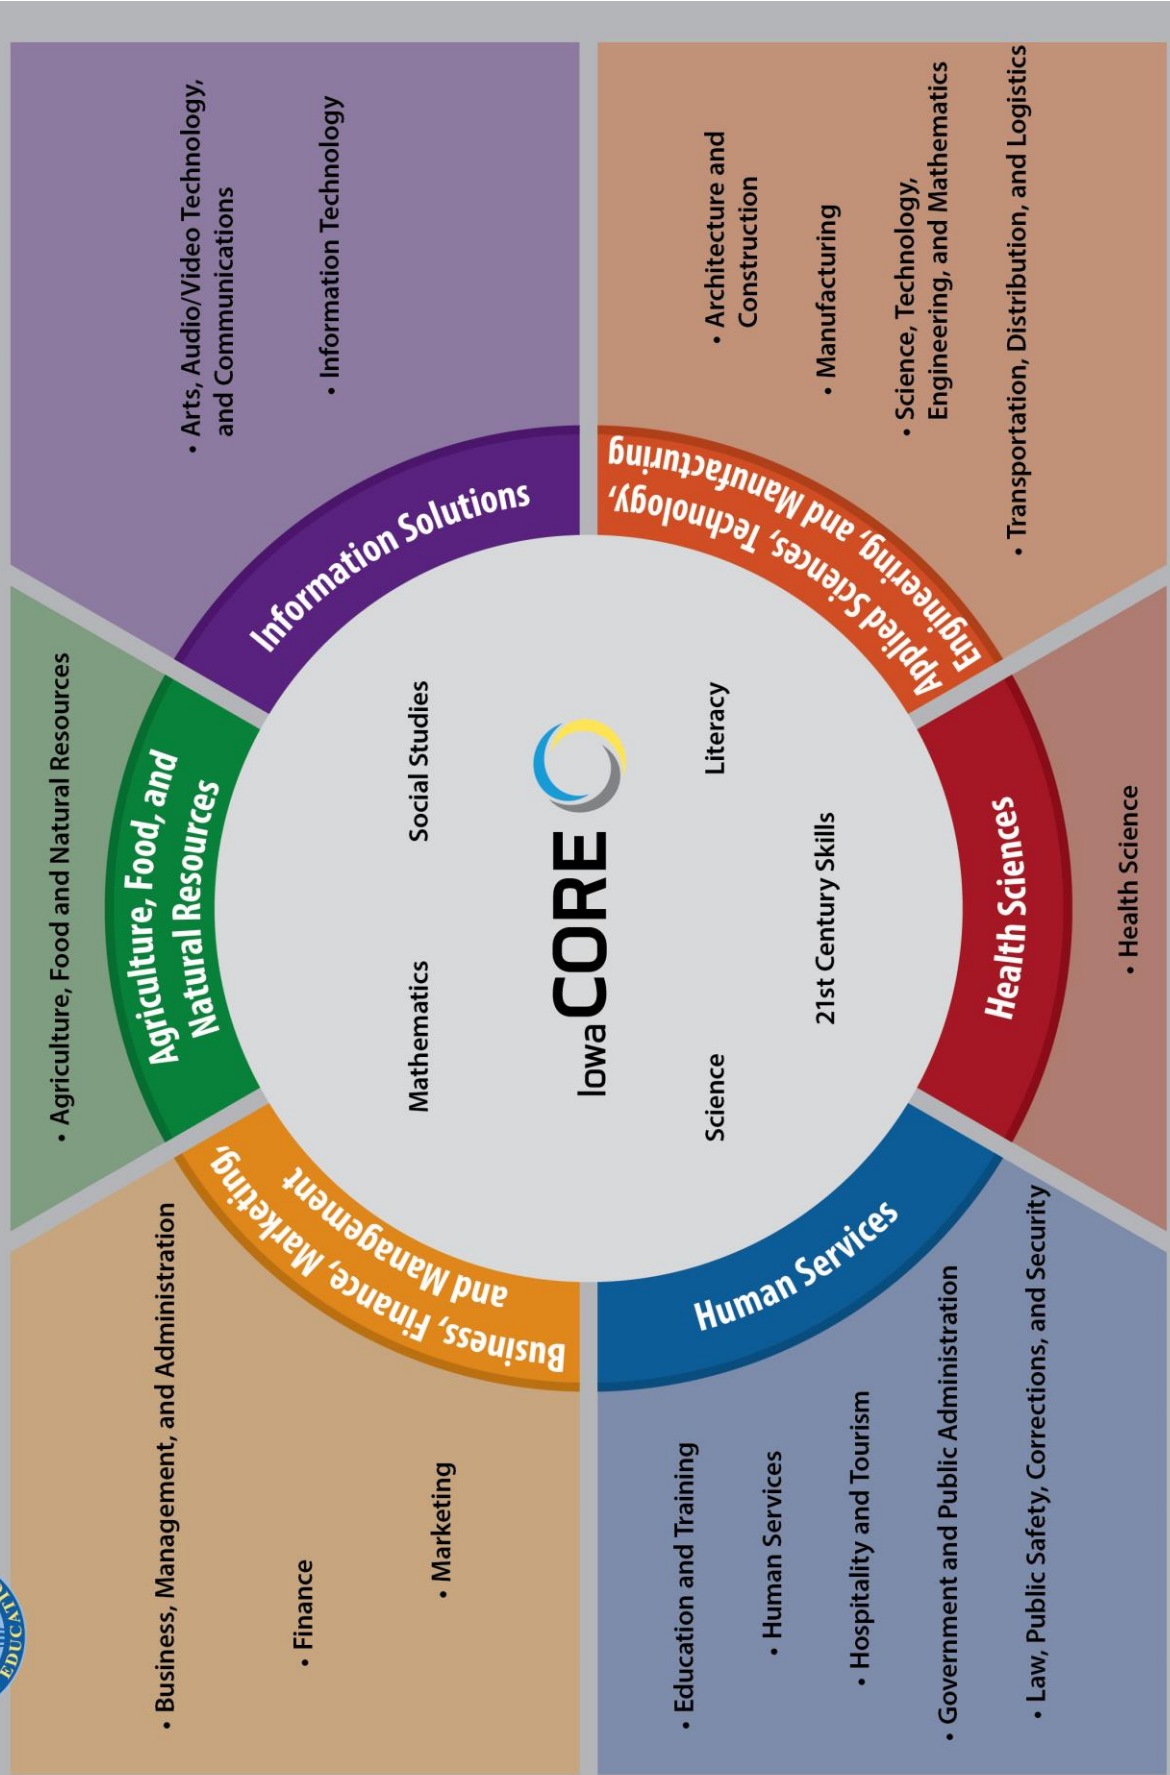 • Business, Management, and Administration
• Finance
• Marketing
Business, Finance, Marketing,
and Management
• Agriculture, Food and Natural Resources
Agriculture, Food, and
Natural Resources
• Arts, Audio/Video Technology,
and Communications
• Information Technology
Information Solutions
Mathematics
Social Studies
Iowa CORE
Science
Literacy
21st Century Skills
Human Services
• Education and Training
• Human Services
• Hospitality and Tourism
• Government and Public Administration
• Law, Public Safety, Corrections, and Security
Health Sciences
• Health Science
Applied Sciences, Technology,
Engineering, and Manufacturing
• Architecture and
Construction
• Manufacturing
• Science, Technology,
Engineering, and Mathematics
• Transportation, Distribution, and Logistics